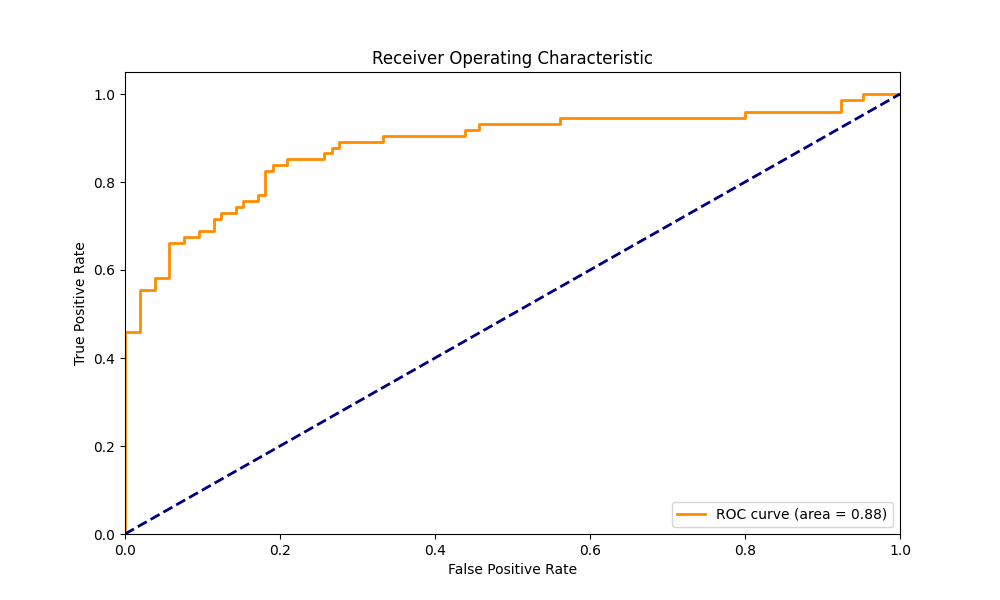 Receiver Operating Characteristic
True Positive Rate
1.0
0.8
0.6
0.4
0.2
0.0
ROC curve (area = 0.88)
0.0 0.2 0.4 0.6 0.8 1.0
False Positive Rate